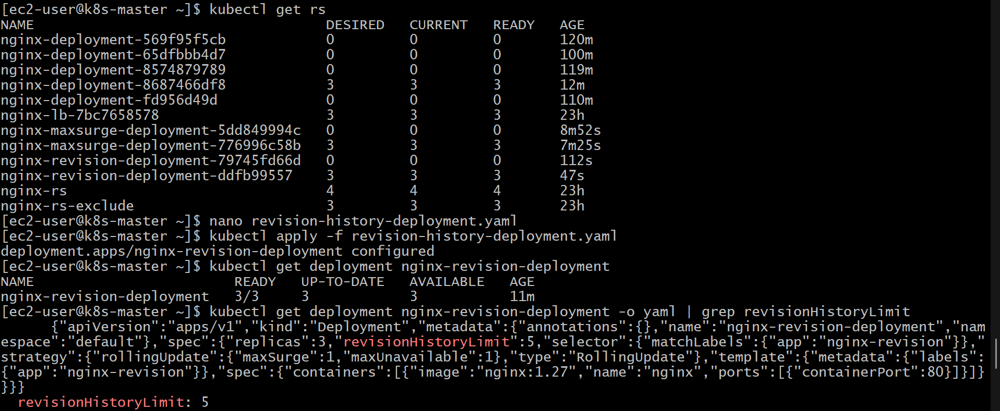 [ec2-user@k8s-master ~]$ kubectl get rs
NAME                                   DESIRED   CURRENT   READY   AGE
nginx-deployment-569f95f5cb            0         0         0       120m
nginx-deployment-65dfbbb4d7            0         0         0       100m
nginx-deployment-8574879789            0         0         0       119m
nginx-deployment-8687466df8            3         3         3       12m
nginx-deployment-fd956d49d             0         0         0       110m
nginx-lb-7bc7658578                    3         3         3       23h
nginx-maxsurge-deployment-5dd849994c   0         0         0       8m52s
nginx-maxsurge-deployment-776996c58b   3         3         3       7m25s
nginx-revision-deployment-79745fd66d   0         0         0       112s
nginx-revision-deployment-ddfb99557    3         3         3       47s
nginx-rs                               4         4         4       23h
nginx-rs-exclude                       3         3         3       23h
[ec2-user@k8s-master ~]$ nano revision-history-deployment.yaml
[ec2-user@k8s-master ~]$ kubectl apply -f revision-history-deployment.yaml
deployment.apps/nginx-revision-deployment configured
[ec2-user@k8s-master ~]$ kubectl get deployment nginx-revision-deployment
NAME                        READY   UP-TO-DATE   AVAILABLE   AGE
nginx-revision-deployment   3/3     3            3           11m
[ec2-user@k8s-master ~]$ kubectl get deployment nginx-revision-deployment -o yaml | grep revisionHistoryLimit
      {"apiVersion":"apps/v1","kind":"Deployment","metadata":{"annotations":{},"name":"nginx-revision-deployment","nam
espace":"default"},"spec":{"replicas":3,"revisionHistoryLimit":5,"selector":{"matchLabels":{"app":"nginx-revision"}},"
strategy":{"rollingUpdate":{"maxSurge":1,"maxUnavailable":1},"type":"RollingUpdate"},"template":{"metadata":{"labels":
{"app":"nginx-revision"}},"spec":{"containers":[{"image":"nginx:1.27","name":"nginx","ports":[{"containerPort":80}]}]}
}}}
  revisionHistoryLimit: 5